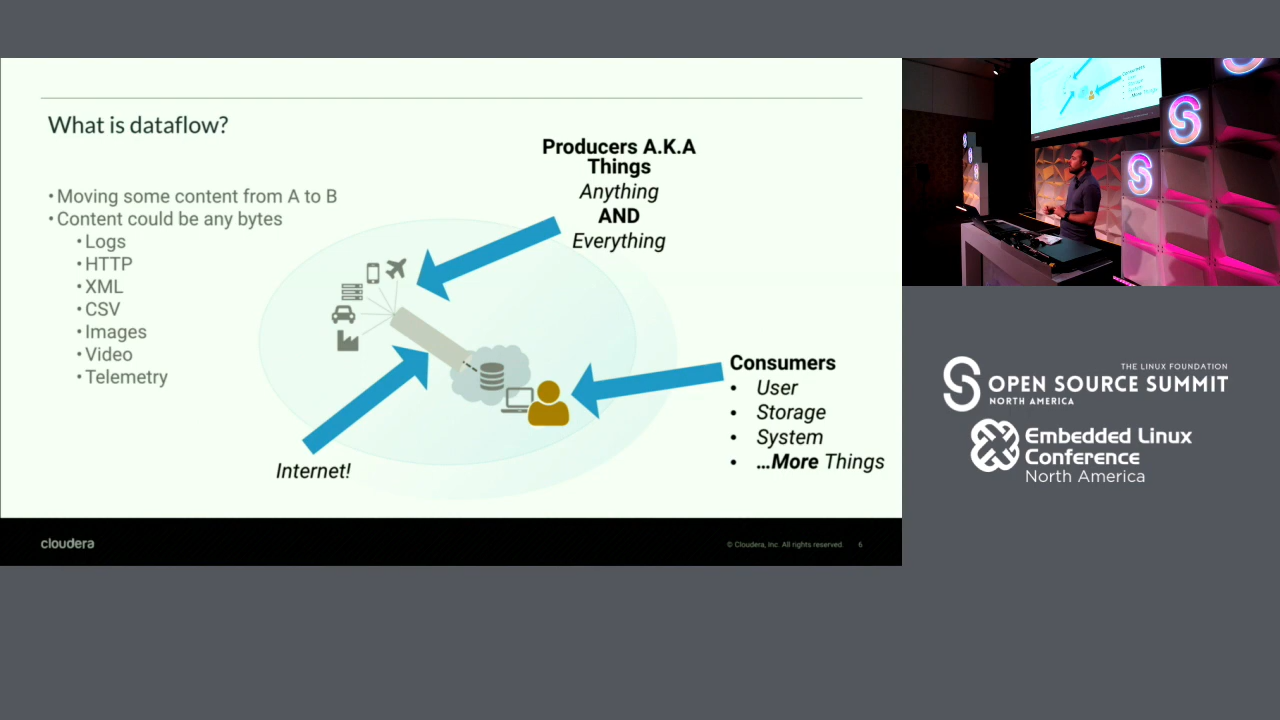 What is dataflow?
• Moving some content from A to B
• Content could be any bytes
• Logs
• HTTP
• XML
• CSV
• Images
• Video
• Telemetry
Producers A.K.A
Things
Anything
AND
Everything
Internet!
Consumers
• User
• Storage
• System
• ...More Things
cloudera
© Cloudera, Inc. All rights reserved. 6
THE LINUX FOUNDATION
OPEN SOURCE SUMMIT
NORTH AMERICA
Embedded Linux
Conference
North America